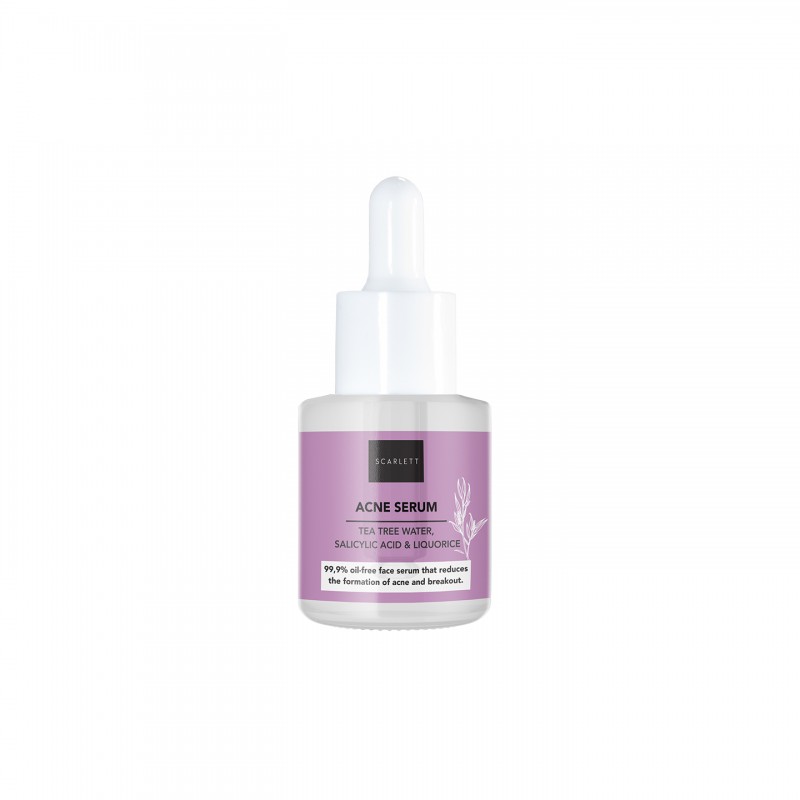 SCARLETT
ACNE SERUM
TEA TREE WATER,
SALICYLIC ACID & LIQUORICE
99,9% oil-free face serum that reduces
the formation of acne and breakout.